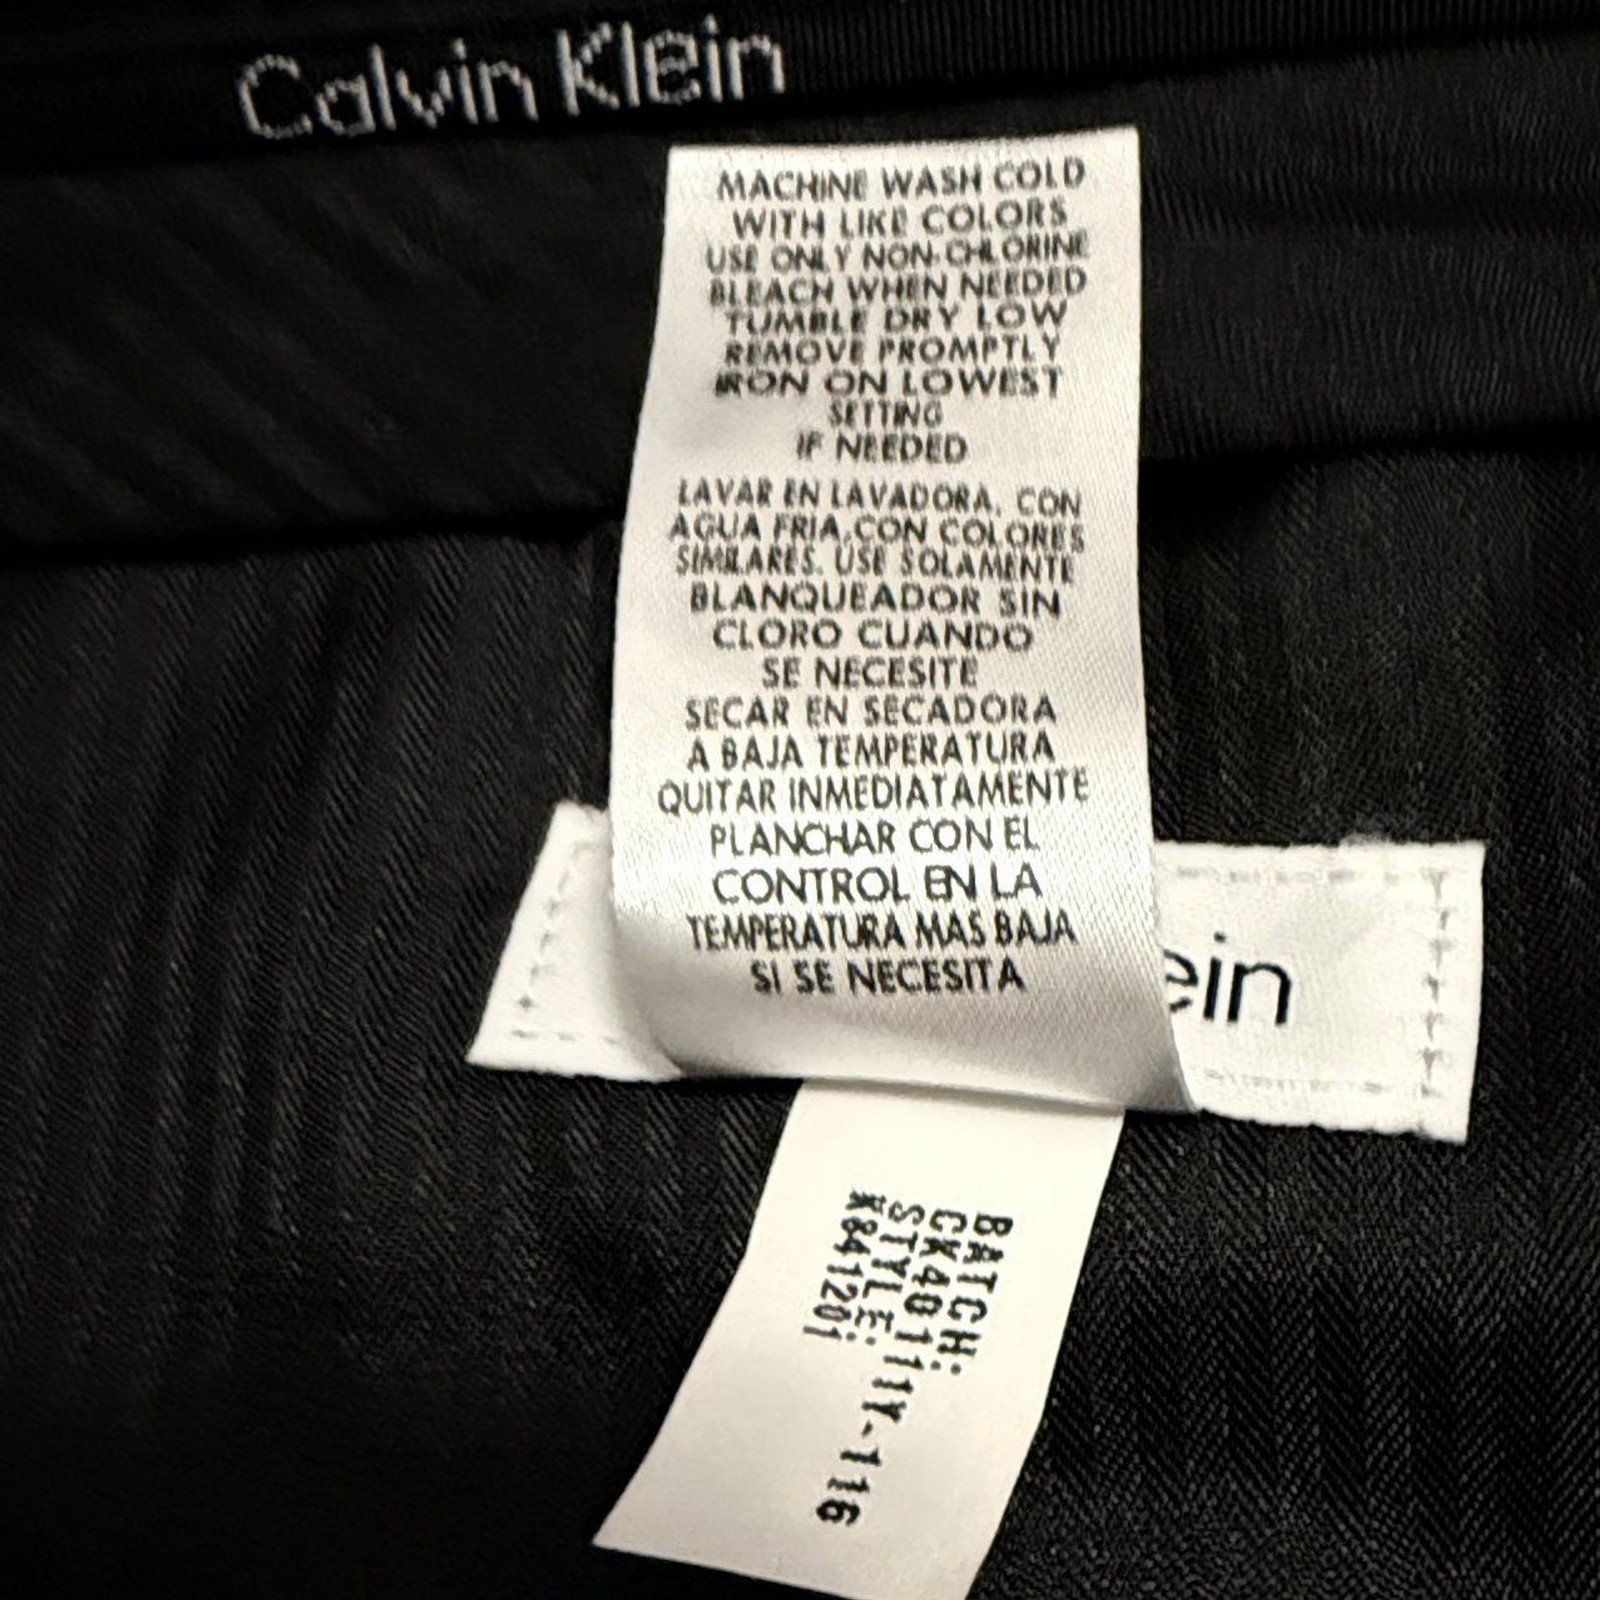 Calvin Klein
MACHINE WASH COLD
WITH LIKE COLORS
USE ONLY NON-CHLORINE
BLEACH WHEN NEEDED
TUMBLE DRY LOW
REMOVE PROMPTLY
IRON ON LOWEST
SETTING
IF NEEDED
LAVAR EN LAVADORA, CON
AGUA FRIA,CON COLORES
SIMILARES. USE SOLAMENTE
BLANQUEADOR SIN
CLORO CUANDO
SE NECESITE
SECAR EN SECADORA
A BAJA TEMPERATURA
QUITAR INMEDIATAMENTE
PLANCHAR CON EL
CONTROL EN LA
TEMPERATURA MAS BAJA
SI SE NECESITA
ein
BATCH:
CK40111Y-116
STYLE:
K841201